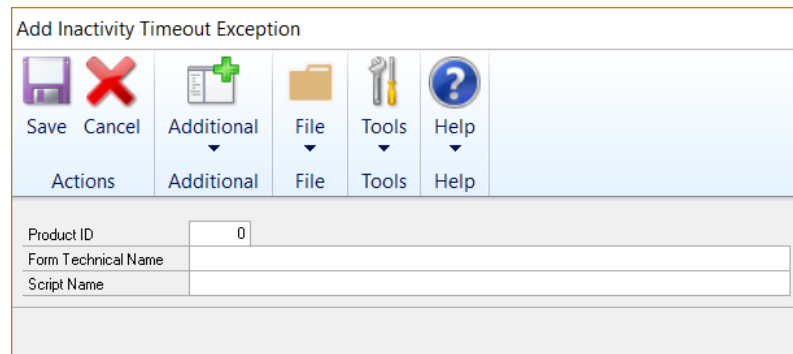 Add Inactivity Timeout Exception
Save Cancel Additional File Tools Help
Actions Additional File Tools Help
Product ID 0
Form Technical Name
Script Name